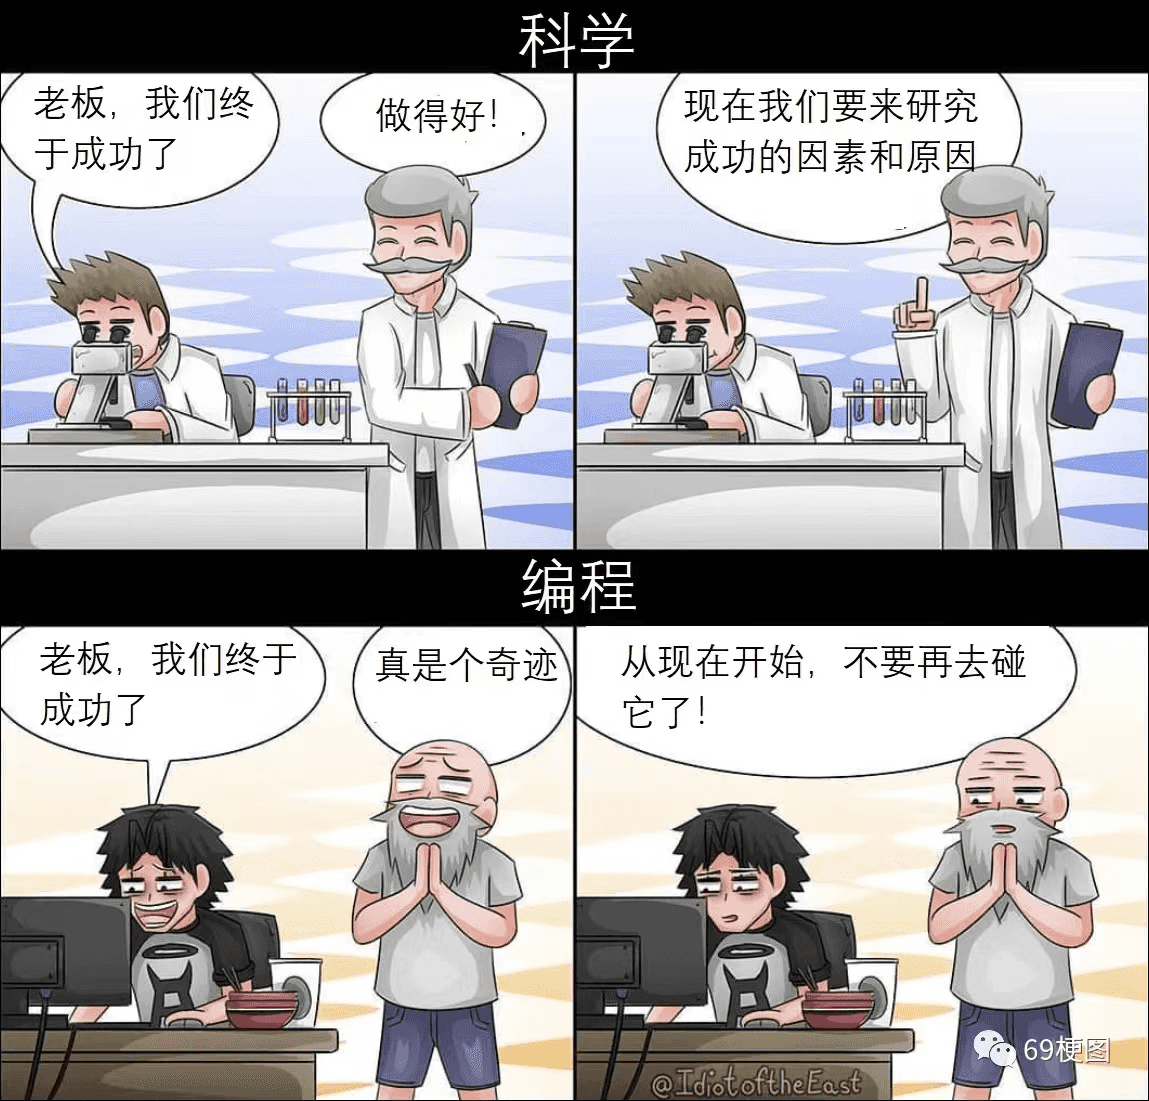 科学
老板，我们终
于成功了
做得好！
现在我们要来研究
成功的因素和原因
编程
老板，我们终于
成功了
真是个奇迹
从现在开始，不要再去碰
它了！
@IdiotoftheEast
69梗图